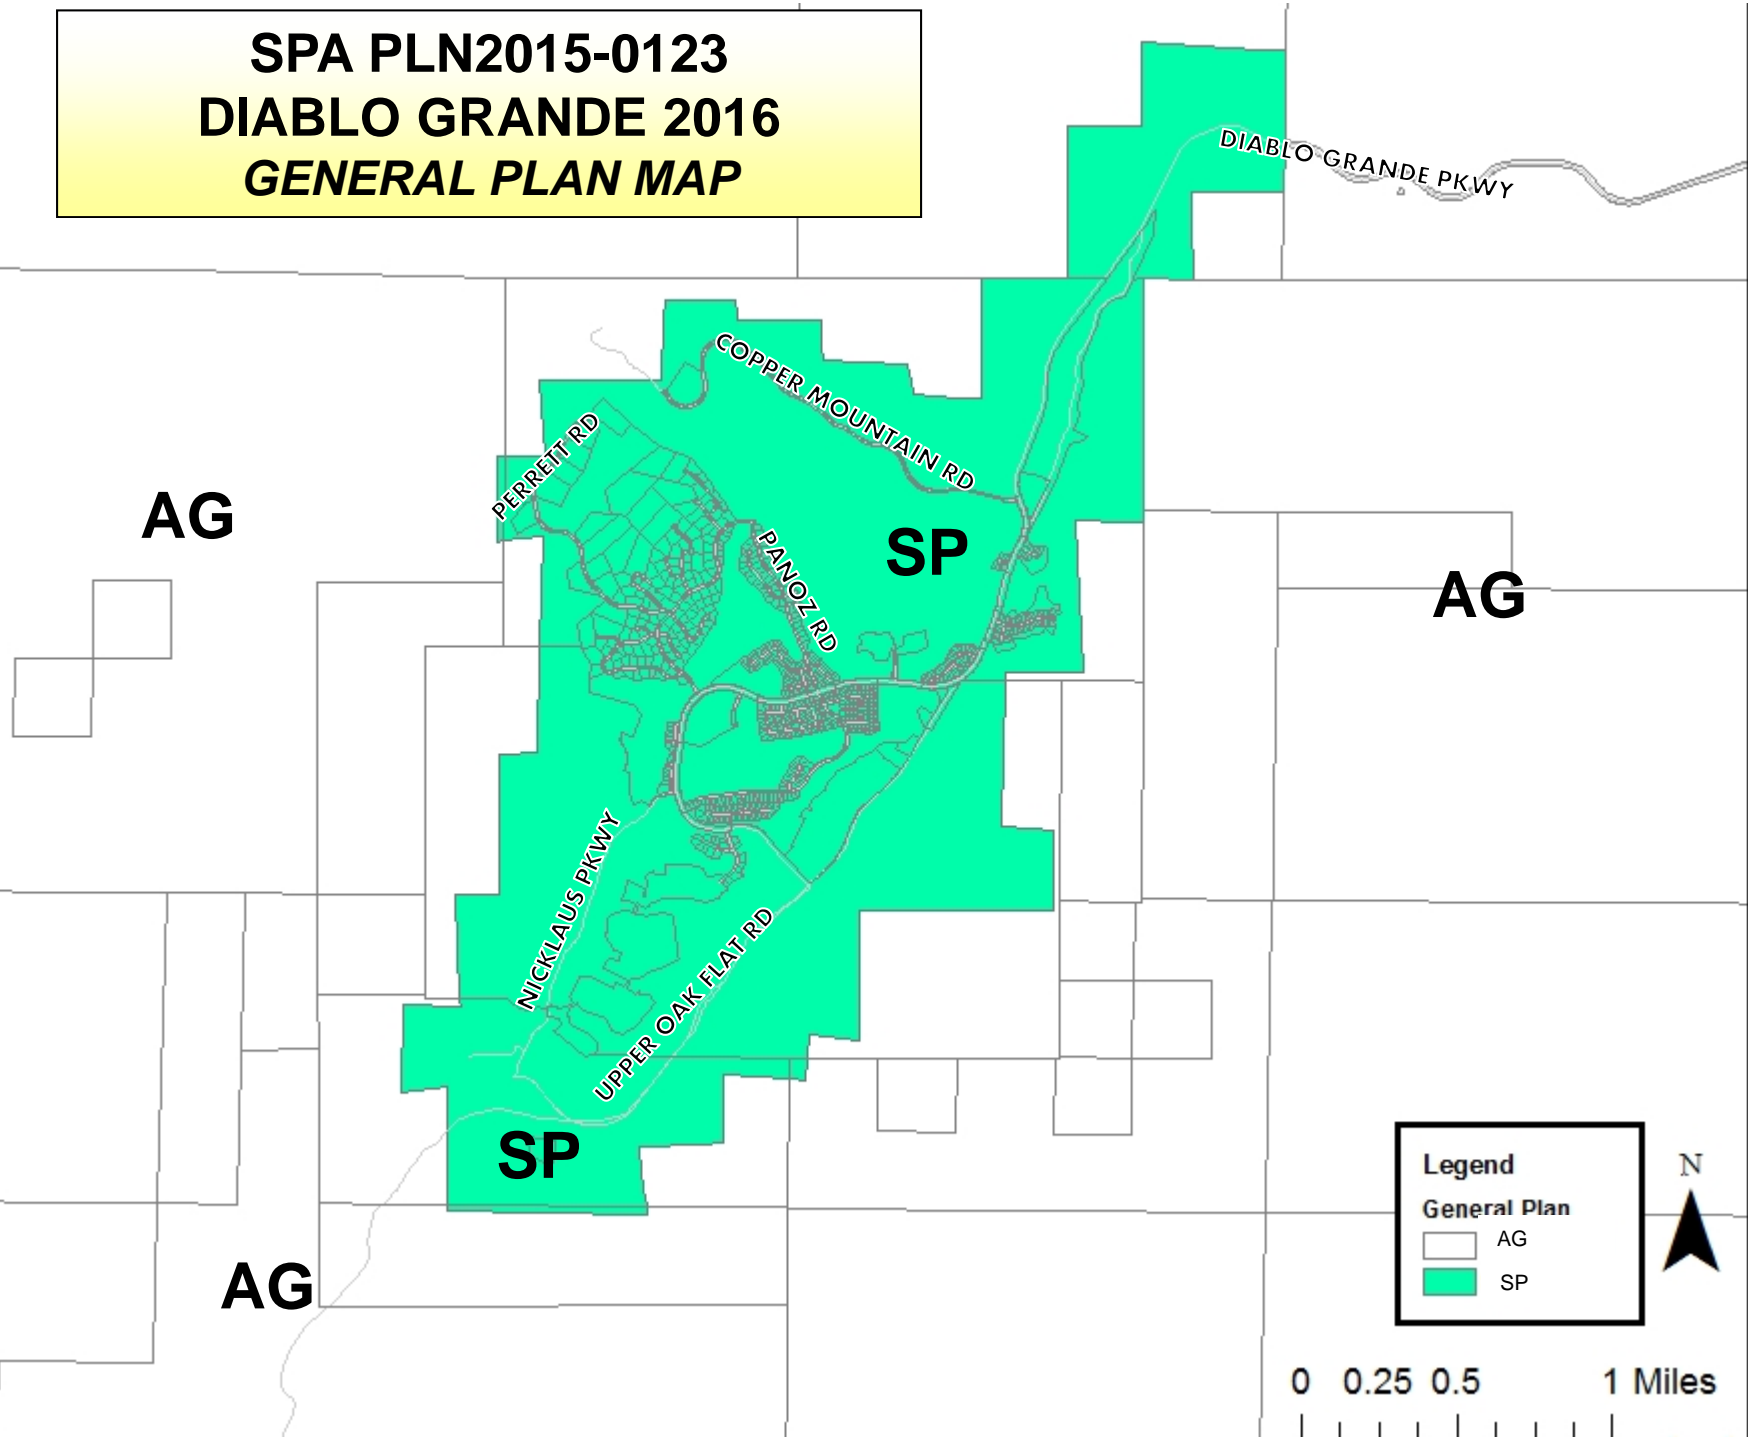 SPA PLN2015-0123
DIABLO GRANDE 2016
GENERAL PLAN MAP
DIABLO GRANDE PKWY
COPPER MOUNTAIN RD
PERRETT RD
AG
PANOZ RD
SP
AG
NICKLAUS PKWY
UPPER OAK FLAT RD
SP
AG
Legend
General Plan
AG
SP
N
0 0.25 0.5 1 Miles